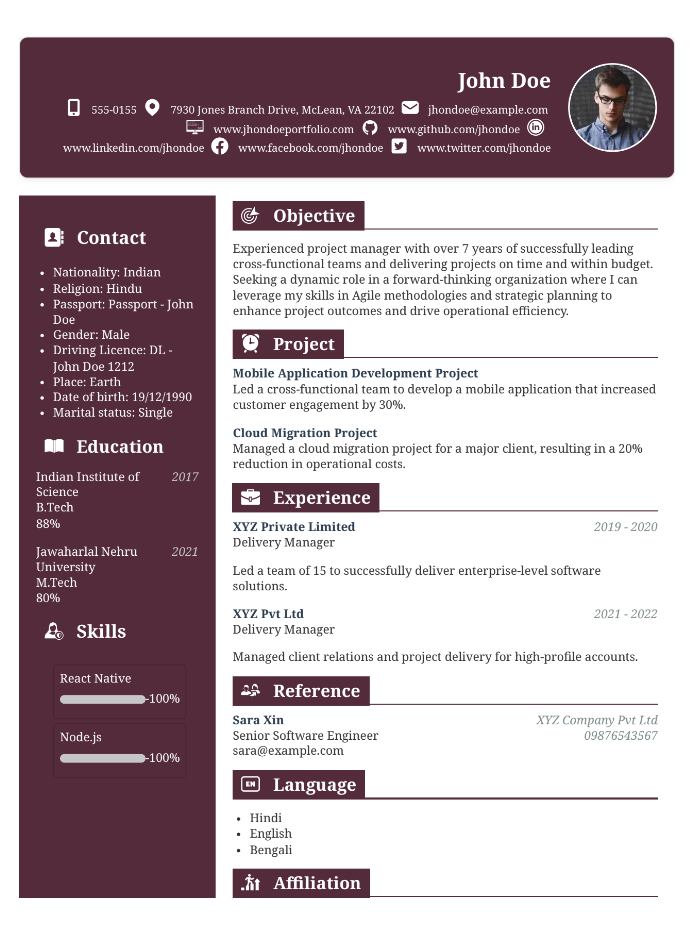 John Doe
555-0155 7930 Jones Branch Drive, McLean, VA 22102 jhondoe@example.com
www.jhondoeportfolio.com www.github.com/jhondoe
www.linkedin.com/jhondoe www.facebook.com/jhondoe www.twitter.com/jhondoe
Contact
• Nationality: Indian
• Religion: Hindu
• Passport: Passport - John
Doe
• Gender: Male
• Driving Licence: DL -
John Doe 1212
• Place: Earth
• Date of birth: 19/12/1990
• Marital status: Single
Education
Indian Institute of 2017
Science
B.Tech
88%
Jawaharlal Nehru 2021
University
M.Tech
80%
Skills
React Native
-100%
Node.js
-100%
Objective
Experienced project manager with over 7 years of successfully leading
cross-functional teams and delivering projects on time and within budget.
Seeking a dynamic role in a forward-thinking organization where I can
leverage my skills in Agile methodologies and strategic planning to
enhance project outcomes and drive operational efficiency.
Project
Mobile Application Development Project
Led a cross-functional team to develop a mobile application that increased
customer engagement by 30%.
Cloud Migration Project
Managed a cloud migration project for a major client, resulting in a 20%
reduction in operational costs.
Experience
XYZ Private Limited 2019 - 2020
Delivery Manager
Led a team of 15 to successfully deliver enterprise-level software
solutions.
XYZ Pvt Ltd 2021 - 2022
Delivery Manager
Managed client relations and project delivery for high-profile accounts.
Reference
Sara Xin XYZ Company Pvt Ltd
Senior Software Engineer 09876543567
sara@example.com
EN Language
• Hindi
• English
• Bengali
Affiliation